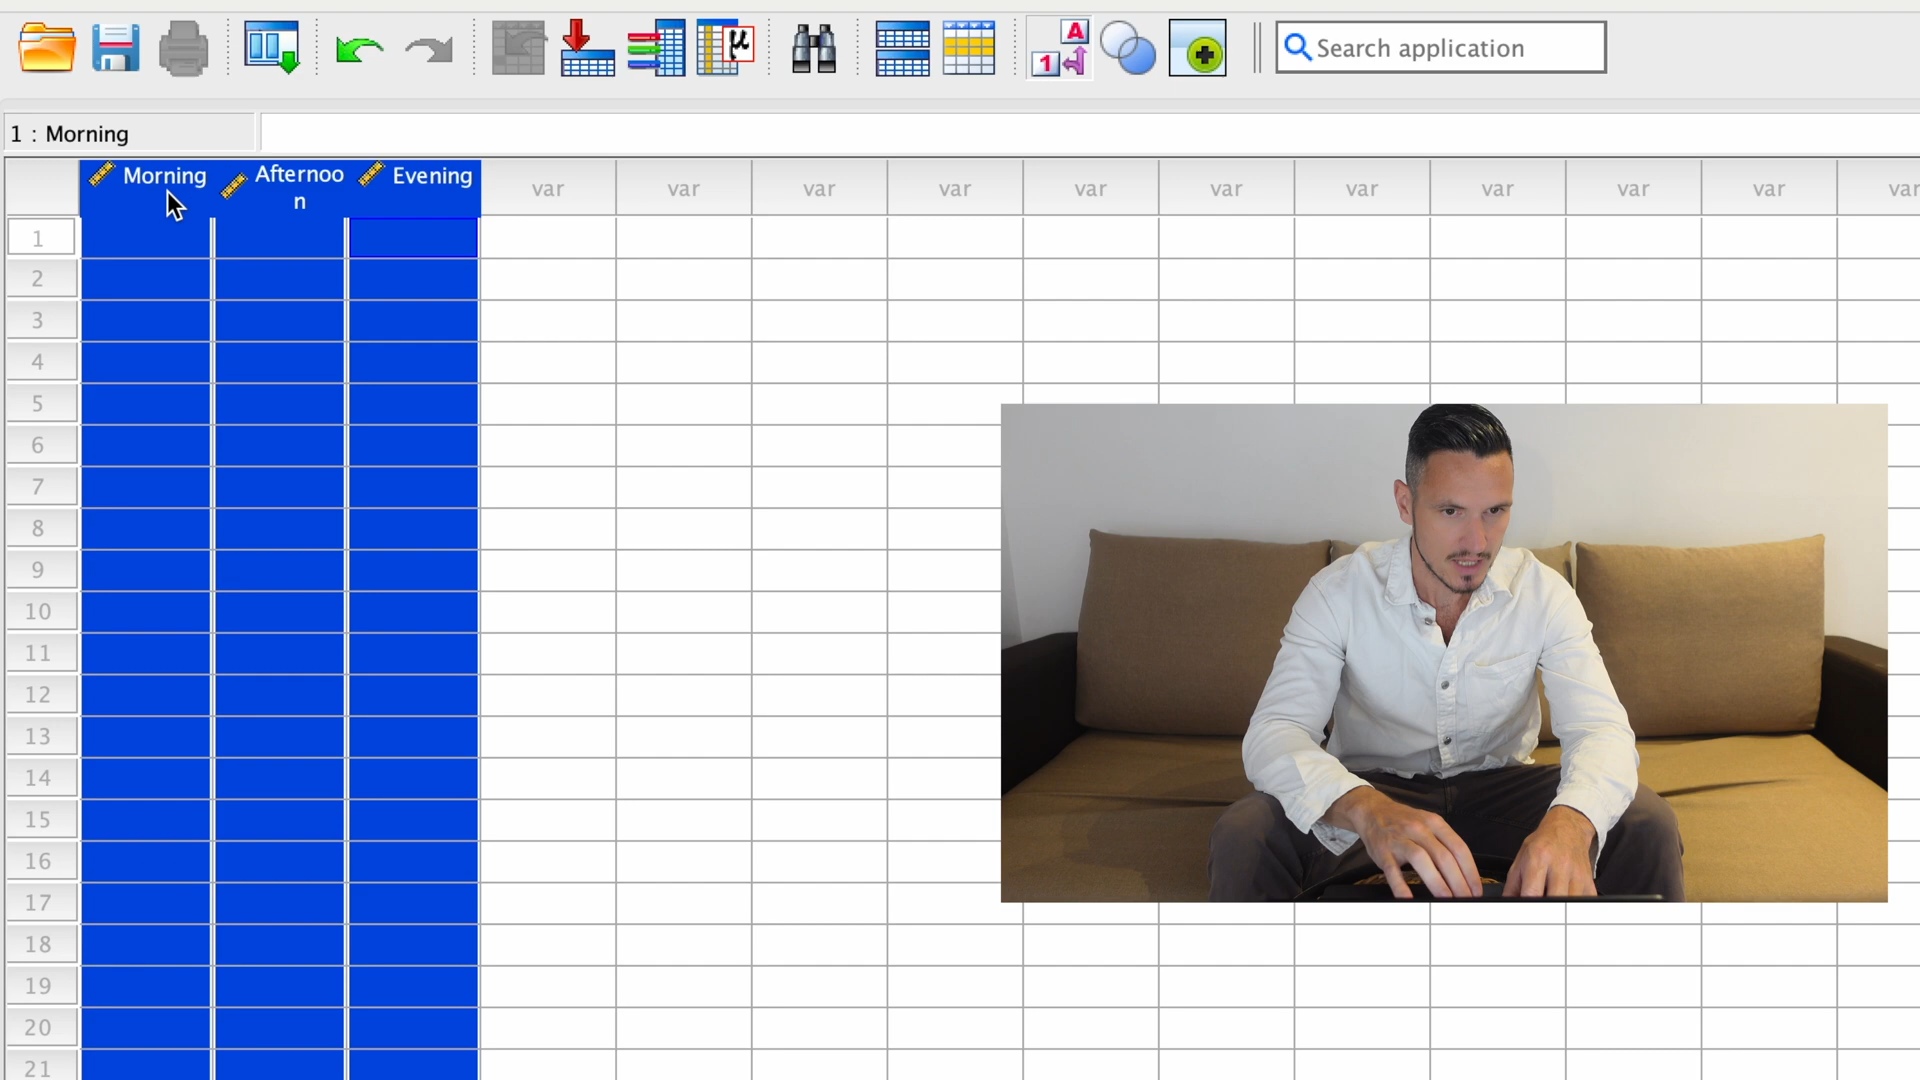 Search application
1 : Morning
Morning
Afternoo
n
Evening
var
var
var
var
var
var
var
var
var
var
var
1
2
3
4
5
6
7
8
9
10
11
12
13
14
15
16
17
18
19
20
21
A
1
μ